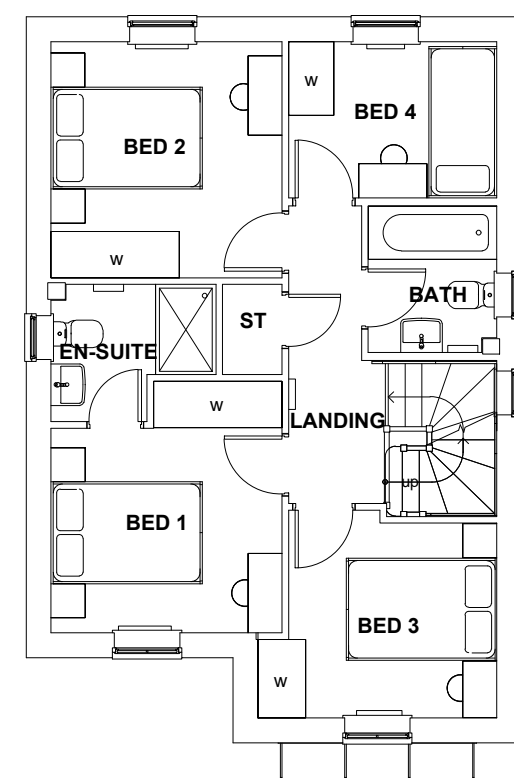 W
BED 4
BED 2
W
BATH
ST
EN-SUITE
W
LANDING
up
BED 1
BED 3
W